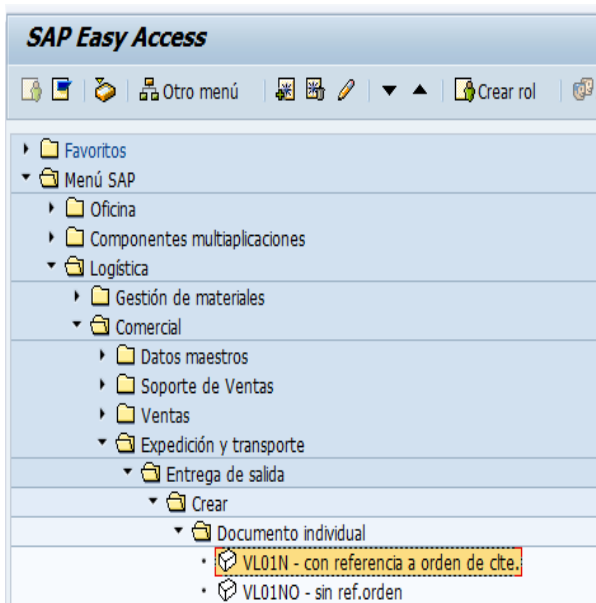 SAP Easy Access
Otro menú Crear rol
Favoritos
Menú SAP
Oficina
Componentes multiaplicaciones
Logística
Gestión de materiales
Comercial
Datos maestros
Soporte de Ventas
Ventas
Expedición y transporte
Entrega de salida
Crear
Documento individual
VL01N - con referencia a orden de clte.
VL01NO - sin ref.orden